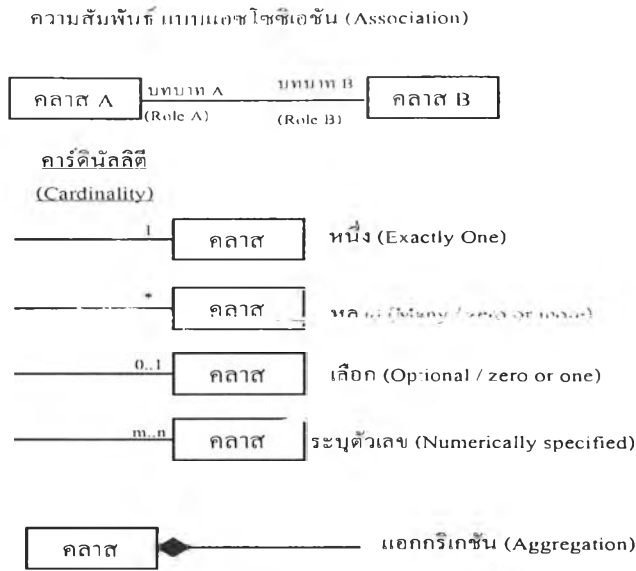 ความสัมพันธ์ แบบแอซโซซิเอชัน (Association)
คลาส A บทบาท A บทบาท B คลาส B
(Role A) (Role B)
คาร์ดินัลลิตี
(Cardinality)
1 คลาส หนึ่ง (Exactly One)
* คลาส (Many / zero or more)
0..1 คลาส เลือก (Optional / zero or one)
m..n คลาส ระบุตัวเลข (Numerically specified)
คลาส แอกกริเกชัน (Aggregation)